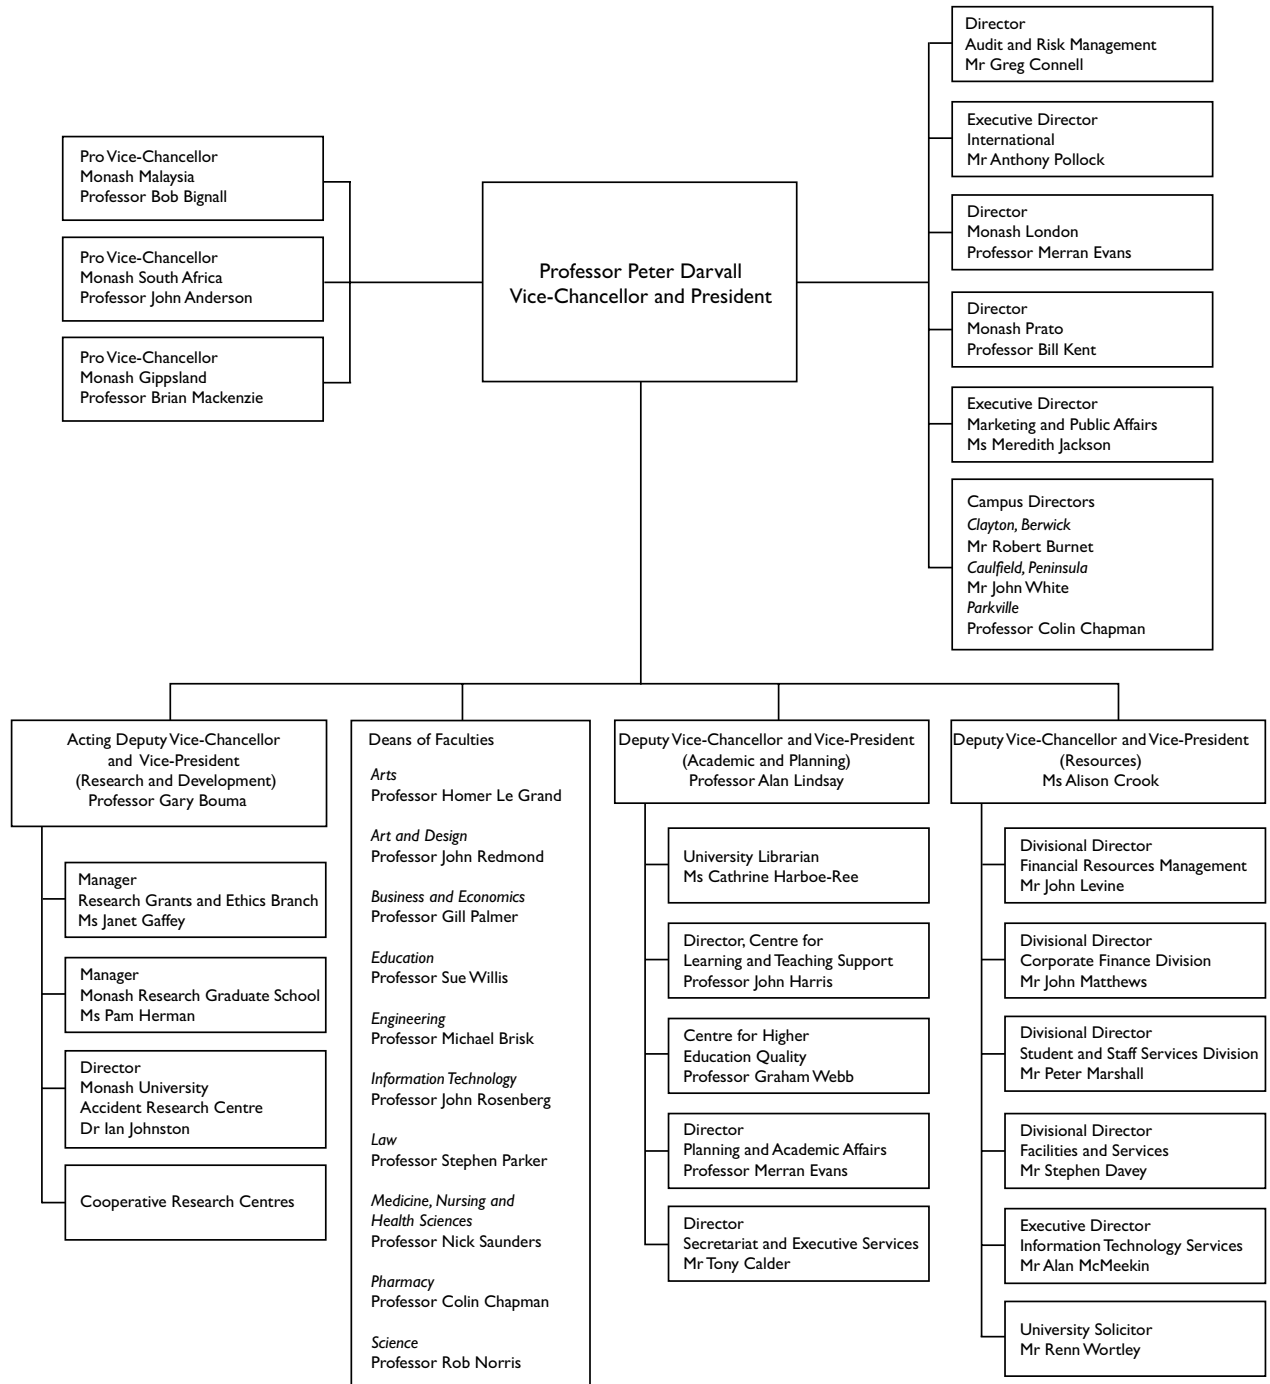 Director
Audit and Risk Management
Mr Greg Connell
Executive Director
International
Mr Anthony Pollock
Pro Vice-Chancellor
Monash Malaysia
Professor Bob Bignall
Director
Monash London
Professor Merran Evans
Pro Vice-Chancellor
Monash South Africa
Professor John Anderson
Professor Peter Darvall
Vice-Chancellor and President
Director
Monash Prato
Professor Bill Kent
Pro Vice-Chancellor
Monash Gippsland
Professor Brian Mackenzie
Executive Director
Marketing and Public Affairs
Ms Meredith Jackson
Campus Directors
Clayton, Berwick
Mr Robert Burnet
Caulfield, Peninsula
Mr John White
Parkville
Professor Colin Chapman
Acting Deputy Vice-Chancellor
and Vice-President
(Research and Development)
Professor Gary Bouma
Manager
Research Grants and Ethics Branch
Ms Janet Gaffey
Manager
Monash Research Graduate School
Ms Pam Herman
Director
Monash University
Accident Research Centre
Dr Ian Johnston
Cooperative Research Centres
Deans of Faculties
Arts
Professor Homer Le Grand
Art and Design
Professor John Redmond
Business and Economics
Professor Gill Palmer
Education
Professor Sue Willis
Engineering
Professor Michael Brisk
Information Technology
Professor John Rosenberg
Law
Professor Stephen Parker
Medicine, Nursing and
Health Sciences
Professor Nick Saunders
Pharmacy
Professor Colin Chapman
Science
Professor Rob Norris
Deputy Vice-Chancellor and Vice-President
(Academic and Planning)
Professor Alan Lindsay
University Librarian
Ms Cathrine Harboe-Ree
Director, Centre for
Learning and Teaching Support
Professor John Harris
Centre for Higher
Education Quality
Professor Graham Webb
Director
Planning and Academic Affairs
Professor Merran Evans
Director
Secretariat and Executive Services
Mr Tony Calder
Deputy Vice-Chancellor and Vice-President
(Resources)
Ms Alison Crook
Divisional Director
Financial Resources Management
Mr John Levine
Divisional Director
Corporate Finance Division
Mr John Matthews
Divisional Director
Student and Staff Services Division
Mr Peter Marshall
Divisional Director
Facilities and Services
Mr Stephen Davey
Executive Director
Information Technology Services
Mr Alan McMeekin
University Solicitor
Mr Renn Wortley